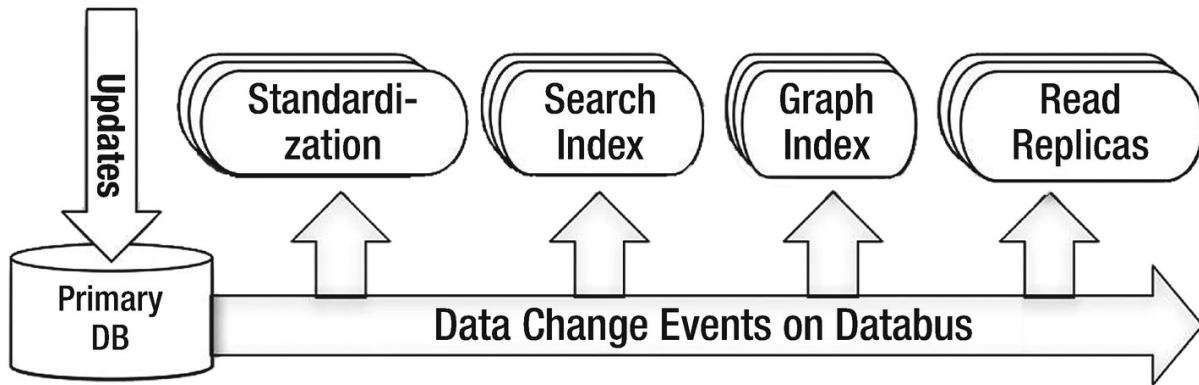 Updates
Standardi-
zation
Search
Index
Graph
Index
Read
Replicas
Primary
DB
Data Change Events on Databus